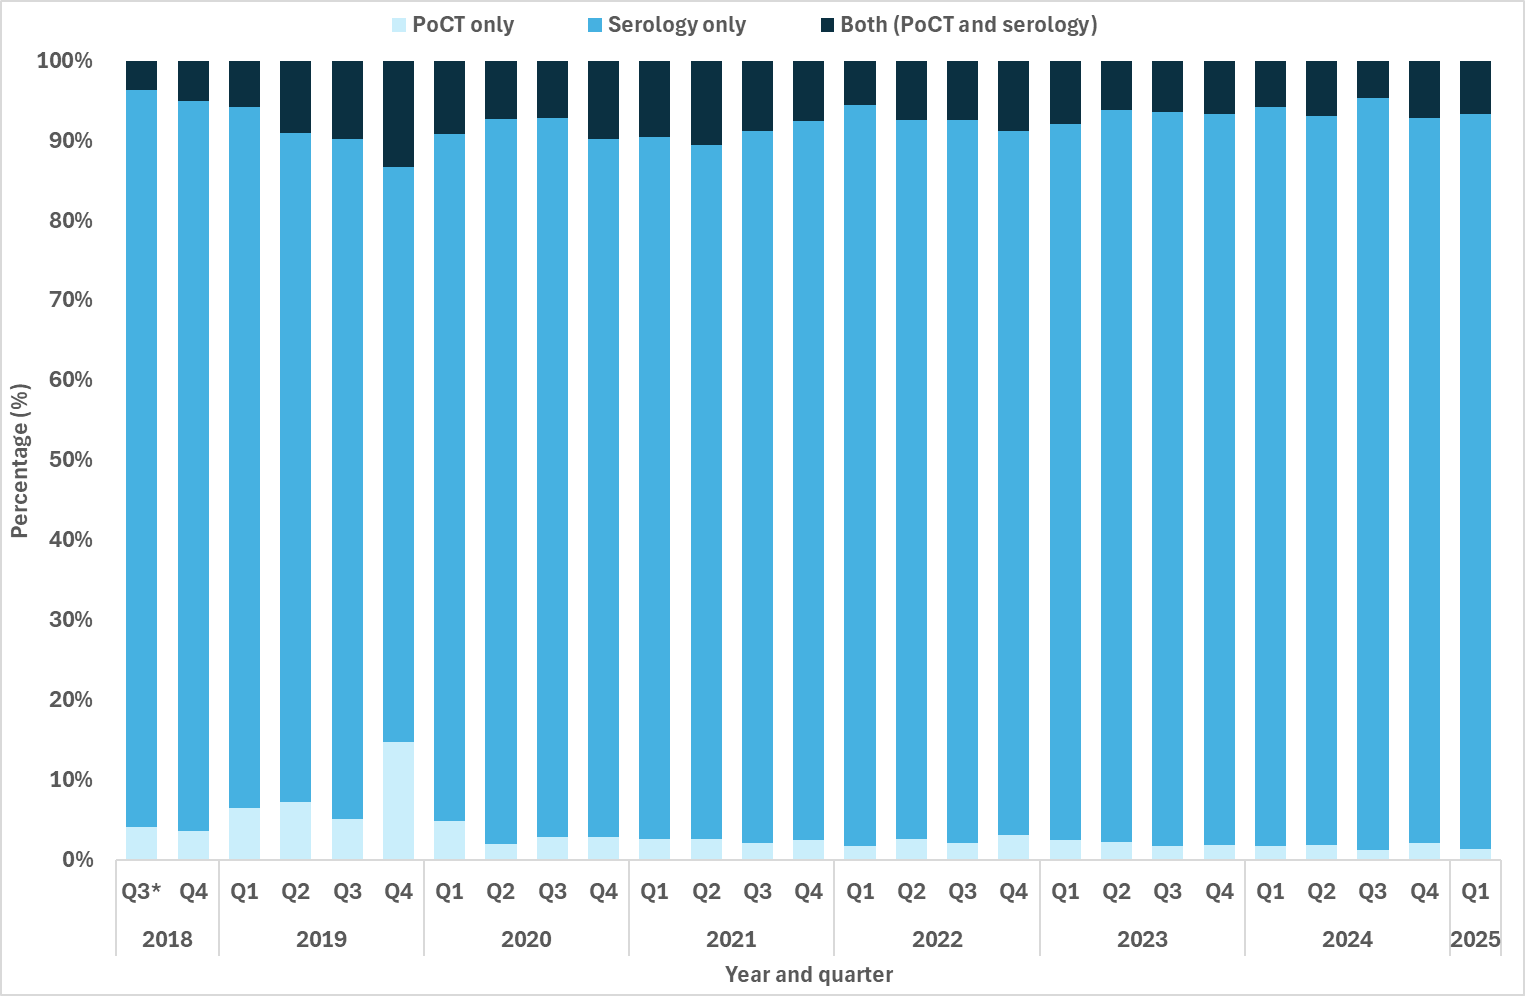 PoCT only Serology only Both (PoCT and serology)
100%
90%
80%
70%
60%
50%
40%
30%
20%
10%
0%
Percentage (%)
Q3* Q4 Q1 Q2 Q3 Q4 Q1 Q2 Q3 Q4 Q1 Q2 Q3 Q4 Q1 Q2 Q3 Q4 Q1 Q2 Q3 Q4 Q1 Q2 Q3 Q4 Q1
2018 2019 2020 2021 2022 2023 2024 2025
Year and quarter